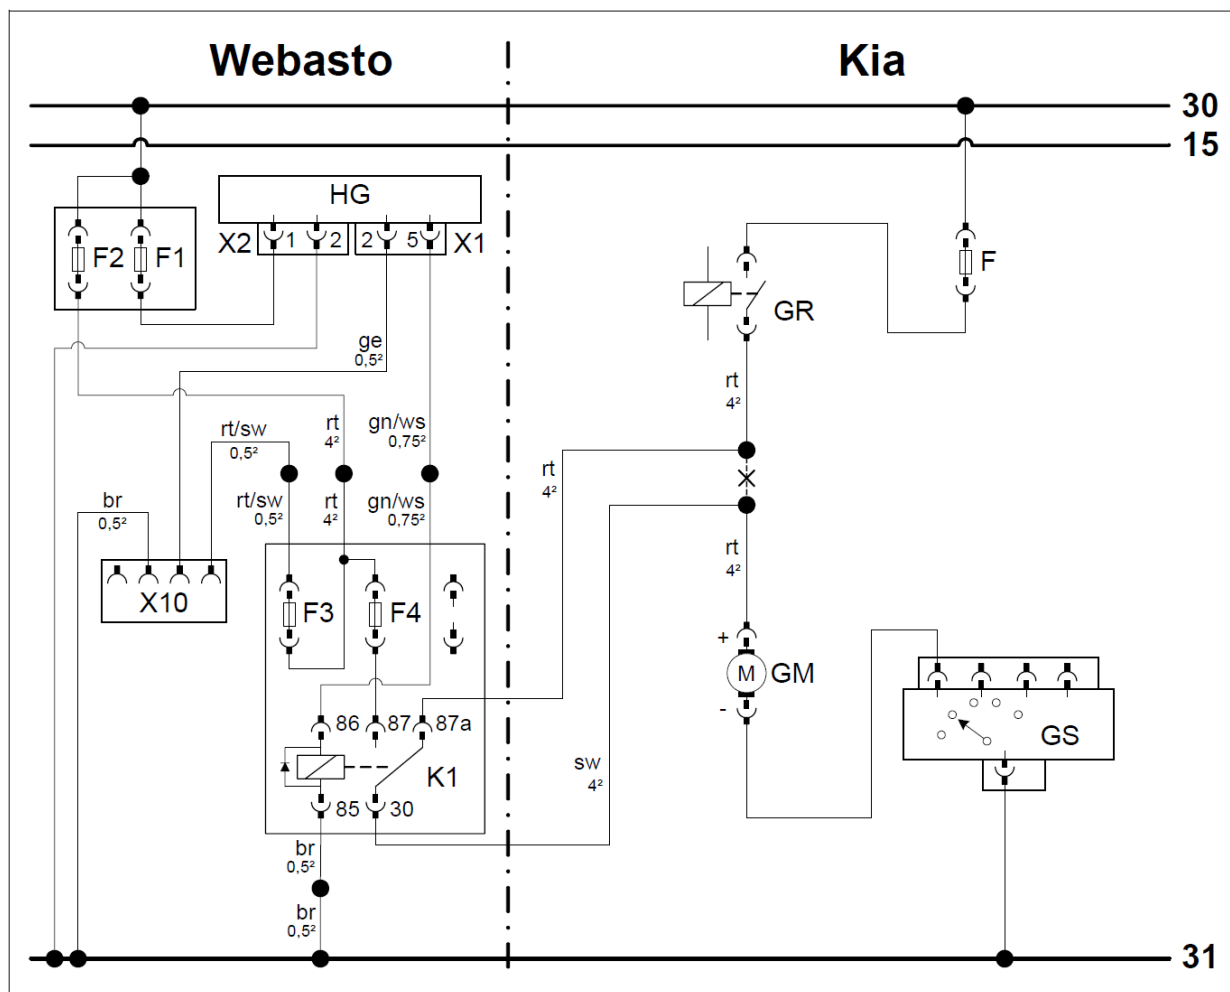 Webasto
Kia
30
15
HG
X2 1 2 2 5 X1
F2 F1
F
GR
ge
0,5²
rt
4²
rt/sw
0,5²
rt
4²
gn/ws
0,75²
rt
4²
br
0,5²
rt/sw
0,5²
rt
4²
gn/ws
0,75²
rt
4²
X10
F3 F4
+
M GM
-
86 87 87a
GS
K1
sw
4²
85 30
br
0,5²
br
0,5²
31